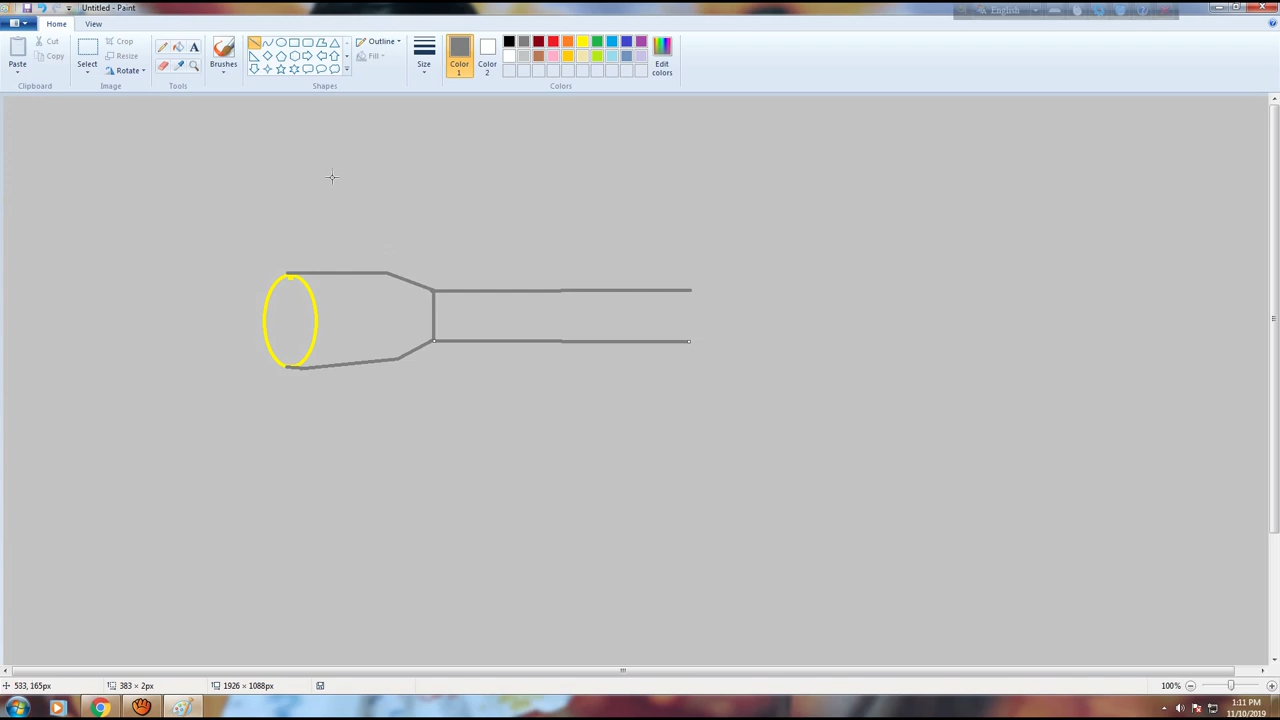 Untitled - Paint
English
Home
View
Paste
Cut
Copy
Clipboard
Select
Crop
Resize
Rotate
Image
A
Tools
Brushes
Shapes
Outline
Fill
Size
Color
1
Color
2
Edit
colors
Colors
533, 165px
383 × 2px
1926 × 1088px
100%
1:11 PM
11/10/2019